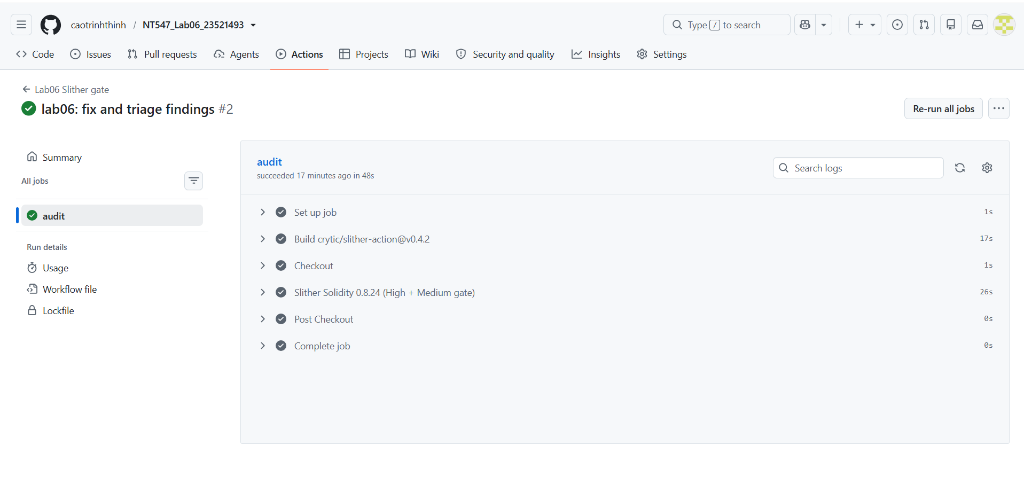 caotrinhthinh / NT547_Lab06_23521493
Type / to search
Code Issues Pull requests Agents Actions Projects Wiki Security and quality Insights Settings
Lab06 Slither gate
lab06: fix and triage findings #2
Re-run all jobs
Summary
All jobs
audit
Run details
Usage
Workflow file
Lockfile
audit
succeeded 17 minutes ago in 48s
Search logs
Set up job 1s
Build crytic/slither-action@v0.4.2 17s
Checkout 1s
Slither Solidity 0.8.24 (High + Medium gate) 26s
Post Checkout 0s
Complete job 0s